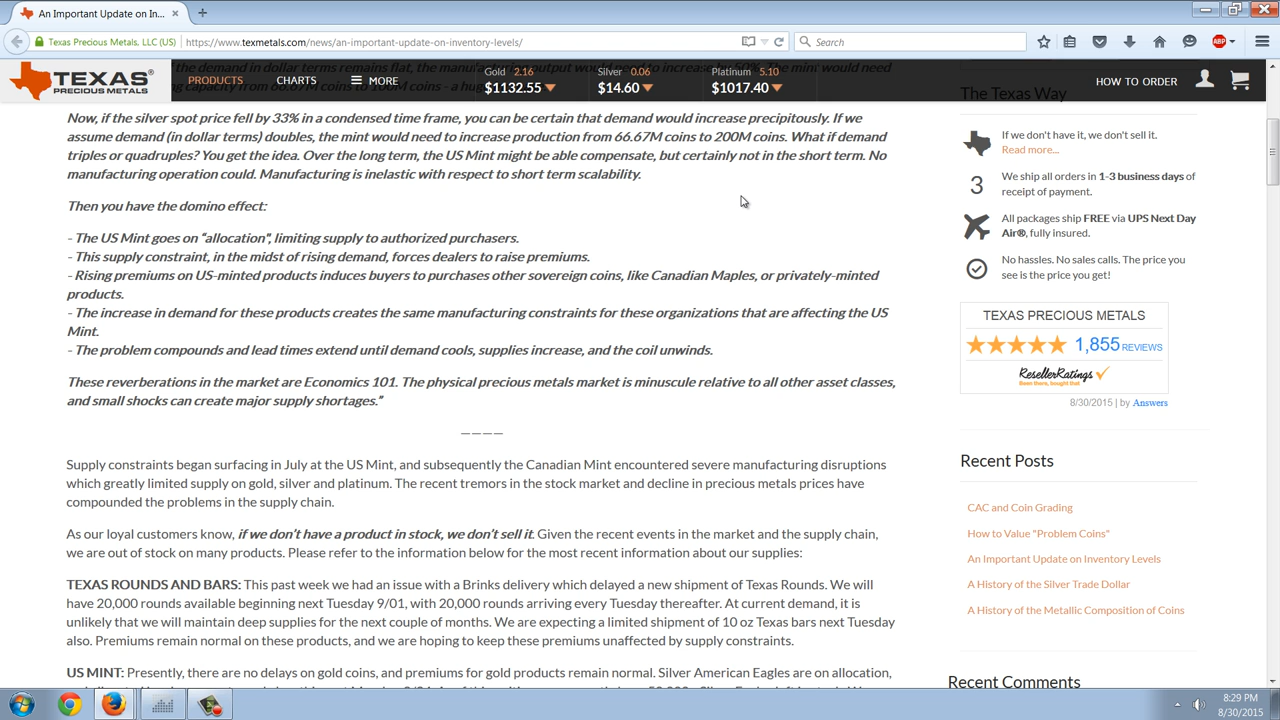 An Important Update on In...
Texas Precious Metals, LLC (US)
https://www.texmetals.com/news/an-important-update-on-inventory-levels/
Search
ABP
TEXAS
PRECIOUS METALS
PRODUCTS
CHARTS
MORE
Gold 2.16
$1132.55
Silver 0.06
$14.60
Platinum 5.10
$1017.40
HOW TO ORDER
the demand in dollar terms remains flat, the
Now, if the silver spot price fell by 33% in a condensed time frame, you can be certain that demand would increase precipitously. If we
assume demand (in dollar terms) doubles, the mint would need to increase production from 66.67M coins to 200M coins. What if demand
triples or quadruples? You get the idea. Over the long term, the US Mint might be able compensate, but certainly not in the short term. No
manufacturing operation could. Manufacturing is inelastic with respect to short term scalability.
Then you have the domino effect:
- The US Mint goes on “allocation”, limiting supply to authorized purchasers.
- This supply constraint, in the midst of rising demand, forces dealers to raise premiums.
- Rising premiums on US-minted products induces buyers to purchases other sovereign coins, like Canadian Maples, or privately-minted
products.
- The increase in demand for these products creates the same manufacturing constraints for these organizations that are affecting the US
Mint.
- The problem compounds and lead times extend until demand cools, supplies increase, and the coil unwinds.
These reverberations in the market are Economics 101. The physical precious metals market is minuscule relative to all other asset classes,
and small shocks can create major supply shortages.”
————
Supply constraints began surfacing in July at the US Mint, and subsequently the Canadian Mint encountered severe manufacturing disruptions
which greatly limited supply on gold, silver and platinum. The recent tremors in the stock market and decline in precious metals prices have
compounded the problems in the supply chain.
As our loyal customers know, if we don’t have a product in stock, we don’t sell it. Given the recent events in the market and the supply chain,
we are out of stock on many products. Please refer to the information below for the most recent information about our supplies:
TEXAS ROUNDS AND BARS: This past week we had an issue with a Brinks delivery which delayed a new shipment of Texas Rounds. We will
have 20,000 rounds available beginning next Tuesday 9/01, with 20,000 rounds arriving every Tuesday thereafter. At current demand, it is
unlikely that we will maintain deep supplies for the next couple of months. We are expecting a limited shipment of 10 oz Texas bars next Tuesday
also. Premiums remain normal on these products, and we are hoping to keep these premiums unaffected by supply constraints.
US MINT: Presently, there are no delays on gold coins, and premiums for gold products remain normal. Silver American Eagles are on allocation,
The Texas Way
If we don't have it, we don't sell it.
Read more...
3
We ship all orders in 1-3 business days of
receipt of payment.
All packages ship FREE via UPS Next Day
Air®, fully insured.
No hassles. No sales calls. The price you
see is the price you get!
TEXAS PRECIOUS METALS
1,855 REVIEWS
ResellerRatings
Been there, bought that
8/30/2015 | by Answers
Recent Posts
CAC and Coin Grading
How to Value "Problem Coins"
An Important Update on Inventory Levels
A History of the Silver Trade Dollar
A History of the Metallic Composition of Coins
Recent Comments
8:29 PM
8/30/2015